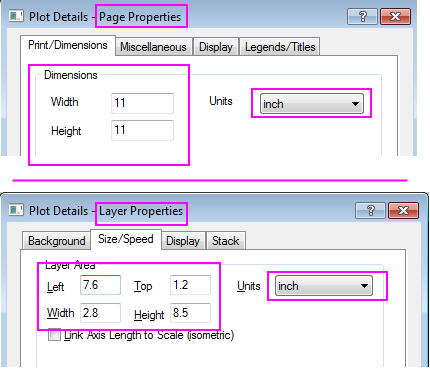 Plot Details - Page Properties
Print/Dimensions Miscellaneous Display Legends/Titles
Dimensions
Width 11 Units inch
Height 11
Plot Details - Layer Properties
Background Size/Speed Display Stack
Layer Area
Left 7.6 Top 1.2 Units inch
Width 2.8 Height 8.5
Link Axis Length to Scale (isometric)